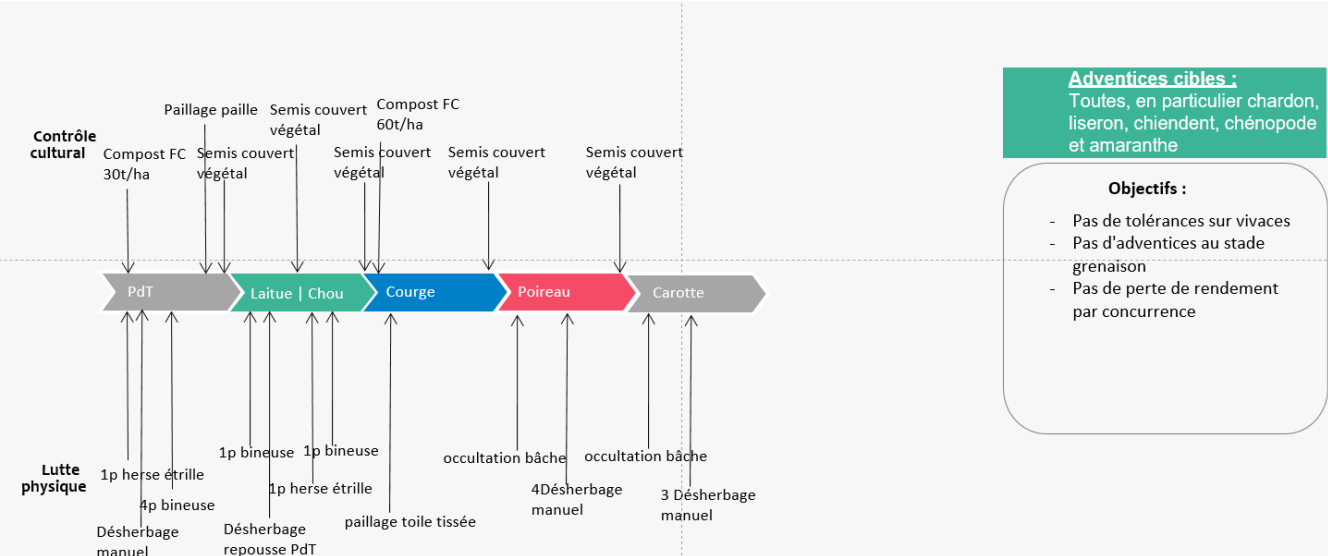 Adventices cibles :
Toutes, en particulier chardon,
liseron, chiendent, chénopode
et amaranthe
Objectifs :
- Pas de tolérances sur vivaces
- Pas d'adventices au stade
grenaison
- Pas de perte de rendement
par concurrence
Contrôle
cultural
Compost FC
30t/ha
Paillage paille
Semis couvert
végétal
Semis couvert
végétal
Semis couvert
végétal
Compost FC
60t/ha
Semis couvert
végétal
Semis couvert
végétal
PdT
Laitue | Chou
Courge
Poireau
Carotte
Lutte
physique
1p herse étrille
Désherbage
manuel
4p bineuse
1p bineuse
Désherbage
repousse PdT
1p herse étrille
1p bineuse
paillage toile tissée
occultation bâche
4Désherbage
manuel
occultation bâche
3 Désherbage
manuel